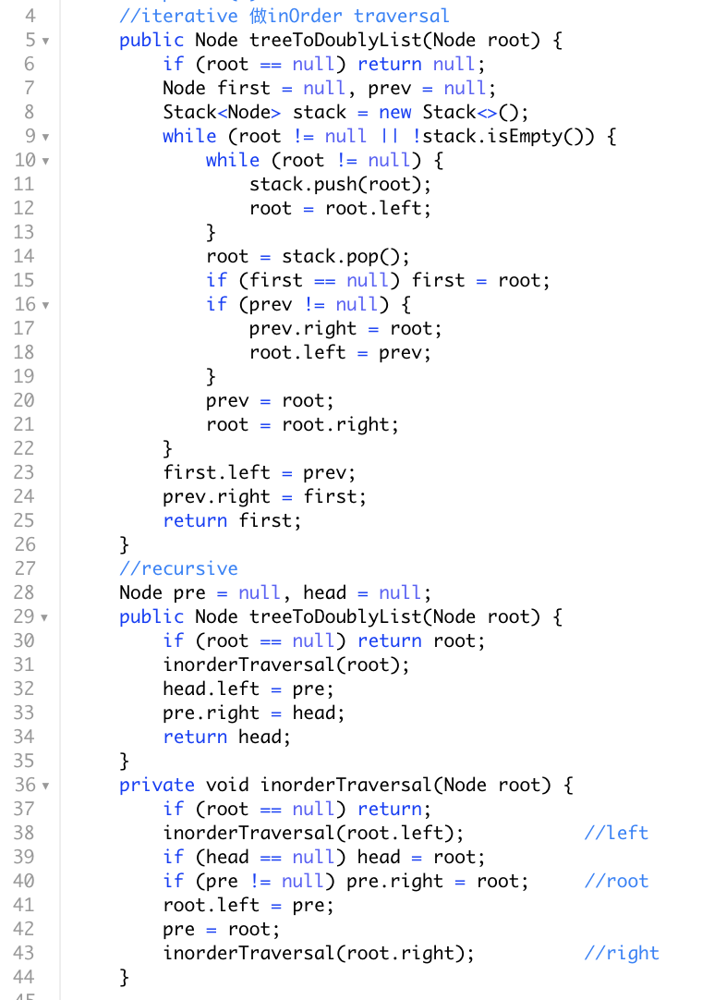 4 //iterative 做inOrder traversal
5 public Node treeToDoublyList(Node root) {
6 if (root == null) return null;
7 Node first = null, prev = null;
8 Stack<Node> stack = new Stack<>();
9 while (root != null || !stack.isEmpty()) {
10 while (root != null) {
11 stack.push(root);
12 root = root.left;
13 }
14 root = stack.pop();
15 if (first == null) first = root;
16 if (prev != null) {
17 prev.right = root;
18 root.left = prev;
19 }
20 prev = root;
21 root = root.right;
22 }
23 first.left = prev;
24 prev.right = first;
25 return first;
26 }
27 //recursive
28 Node pre = null, head = null;
29 public Node treeToDoublyList(Node root) {
30 if (root == null) return root;
31 inorderTraversal(root);
32 head.left = pre;
33 pre.right = head;
34 return head;
35 }
36 private void inorderTraversal(Node root) {
37 if (root == null) return;
38 inorderTraversal(root.left); //left
39 if (head == null) head = root;
40 if (pre != null) pre.right = root; //root
41 root.left = pre;
42 pre = root;
43 inorderTraversal(root.right); //right
44 }